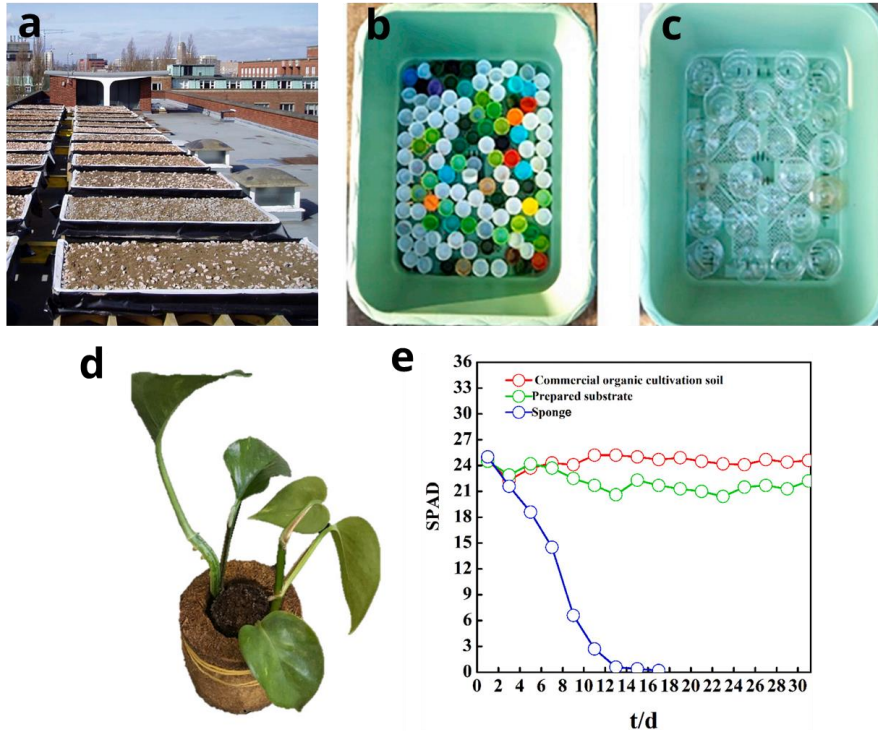 a
b
c
d
e
36
33
30
27
24
21
18
15
12
9
6
3
0
SPAD
Commercial organic cultivation soil
Prepared substrate
Sponge
0 2 4 6 8 10 12 14 16 18 20 22 24 26 28 30
t/d